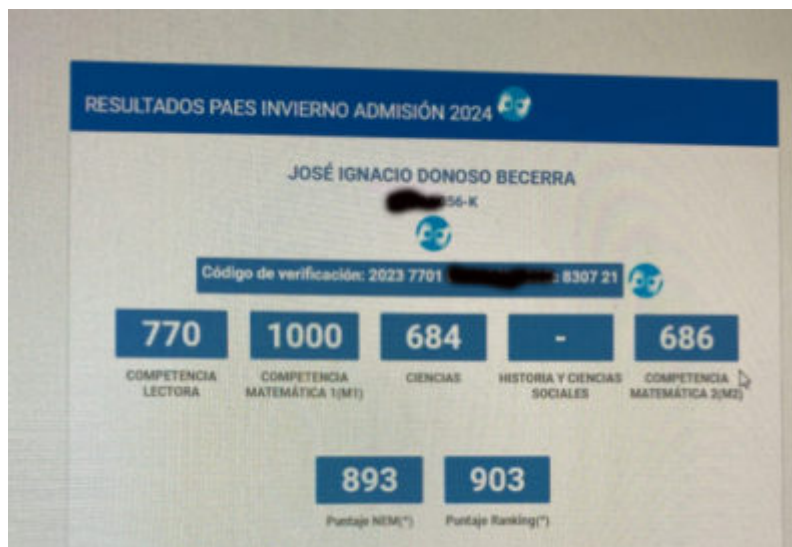 RESULTADOS PAES INVIERNO ADMISIÓN 2024
JOSÉ IGNACIO DONOSO BECERRA
56-K
Código de verificación: 2023 7701 8307 21
770 1000 684 - 686
COMPETENCIA LECTORA
COMPETENCIA MATEMÁTICA 1(M1)
CIENCIAS
HISTORIA Y CIENCIAS SOCIALES
COMPETENCIA MATEMÁTICA 2(M2)
893 903
Puntaje NEM(*) Puntaje Ranking(*)